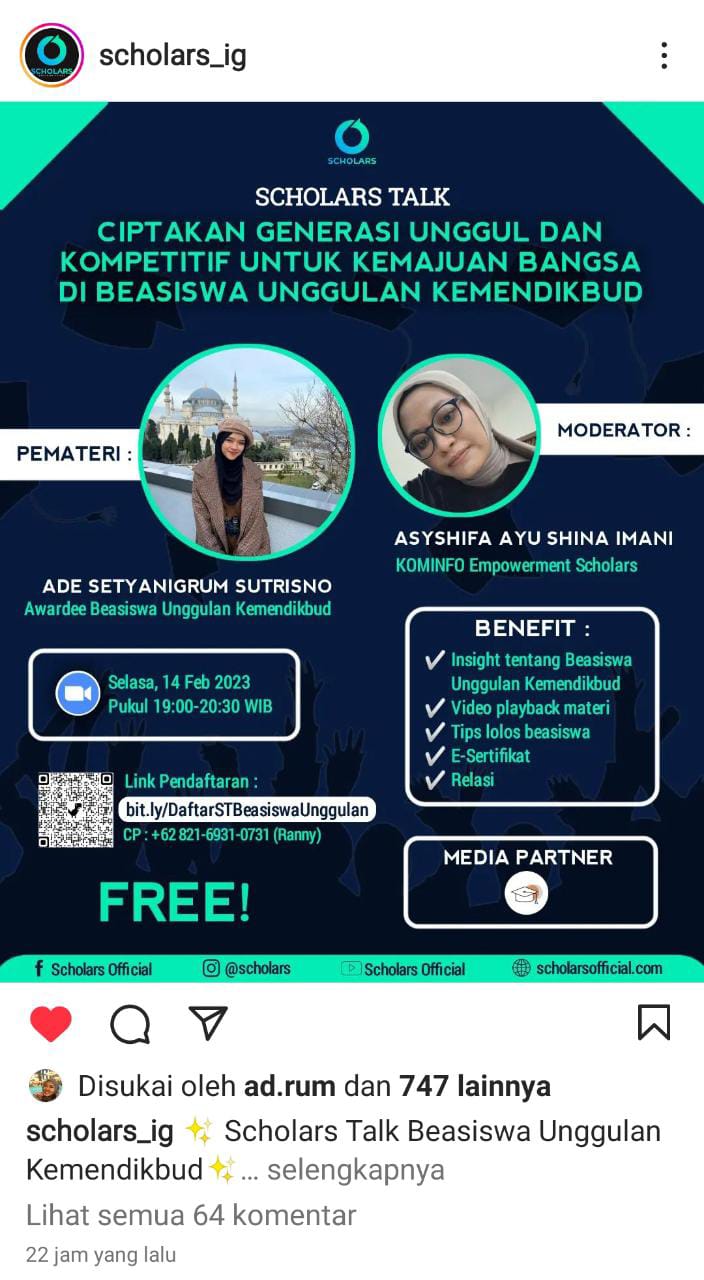 scholars_ig
SCHOLARS
SCHOLARS
SCHOLARS TALK
CIPTAKAN GENERASI UNGGUL DAN
KOMPETITIF UNTUK KEMAJUAN BANGSA
DI BEASISWA UNGGULAN KEMENDIKBUD
PEMATERI :
ADE SETYANIGRUM SUTRISNO
Awardee Beasiswa Unggulan Kemendikbud
MODERATOR :
ASYSHIFA AYU SHINA IMANI
KOMINFO Empowerment Scholars
Selasa, 14 Feb 2023
Pukul 19:00-20:30 WIB
BENEFIT :
Insight tentang Beasiswa
Unggulan Kemendikbud
Video playback materi
Tips lolos beasiswa
E-Sertifikat
Relasi
Link Pendaftaran :
bit.ly/DaftarSTBeasiswaUnggulan
CP : +62 821-6931-0731 (Ranny)
FREE!
MEDIA PARTNER
Scholars Official
@scholars
Scholars Official
scholarsofficial.com
Disukai oleh ad.rum dan 747 lainnya
scholars_ig ✨ Scholars Talk Beasiswa Unggulan
Kemendikbud✨... selengkapnya
Lihat semua 64 komentar
22 jam yang lalu